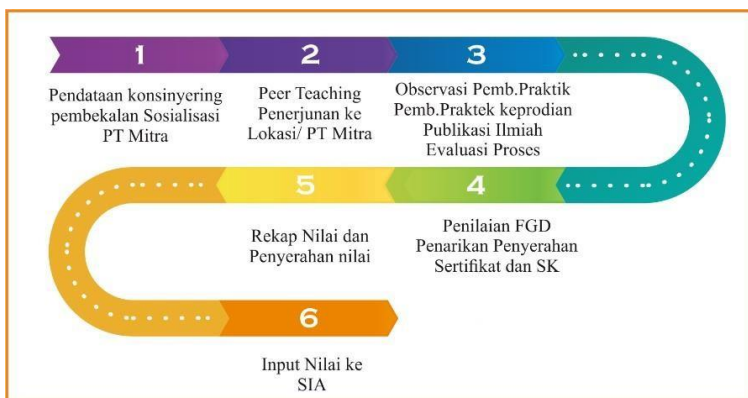 1
Pendataan konsinyering
pembekalan Sosialisasi
PT Mitra
2
Peer Teaching
Penerjunan ke
Lokasi/ PT Mitra
3
Observasi Pemb.Praktik
Pemb.Praktek keprodian
Publikasi Ilmiah
Evaluasi Proses
4
Penilaian FGD
Penarikan Penyerahan
Sertifikat dan SK
5
Rekap Nilai dan
Penyerahan nilai
6
Input Nilai ke
SIA